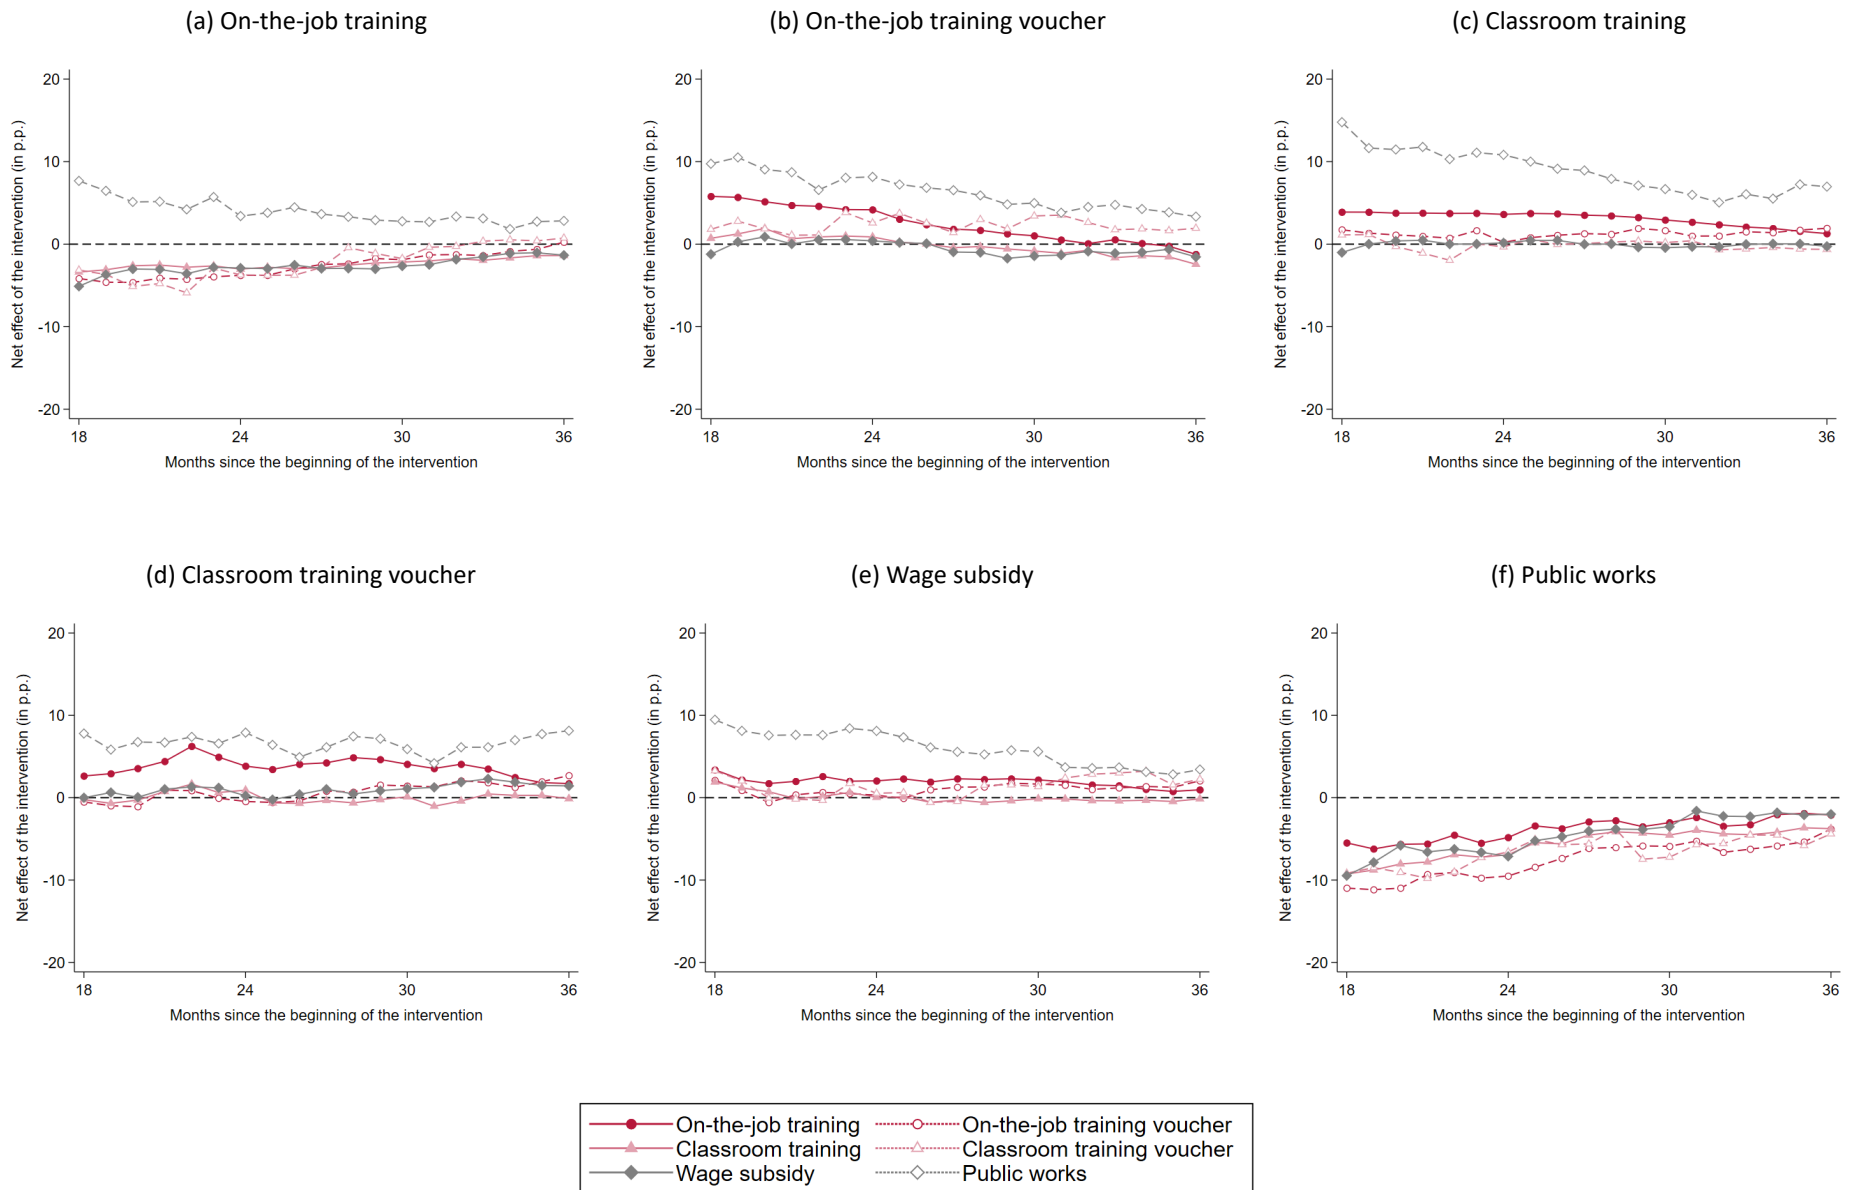 (a) On-the-job training
(b) On-the-job training voucher
(c) Classroom training
20
10
0
-10
-20
18
24
30
36
Net effect of the intervention (in p.p.)
Months since the beginning of the intervention
20
10
0
-10
-20
18
24
30
36
Net effect of the intervention (in p.p.)
Months since the beginning of the intervention
20
10
0
-10
-20
18
24
30
36
Net effect of the intervention (in p.p.)
Months since the beginning of the intervention
(d) Classroom training voucher
(e) Wage subsidy
(f) Public works
20
10
0
-10
-20
18
24
30
36
Net effect of the intervention (in p.p.)
Months since the beginning of the intervention
20
10
0
-10
-20
18
24
30
36
Net effect of the intervention (in p.p.)
Months since the beginning of the intervention
20
10
0
-10
-20
18
24
30
36
Net effect of the intervention (in p.p.)
Months since the beginning of the intervention
On-the-job training
On-the-job training voucher
Classroom training
Classroom training voucher
Wage subsidy
Public works